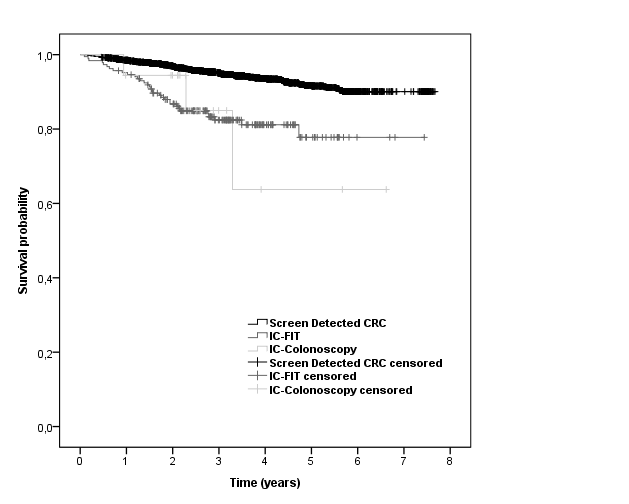 1,0
0,8
0,6
0,4
0,2
0,0
Survival probability
Screen Detected CRC
IC-FIT
IC-Colonoscopy
Screen Detected CRC censored
IC-FIT censored
IC-Colonoscopy censored
0 1 2 3 4 5 6 7 8
Time (years)